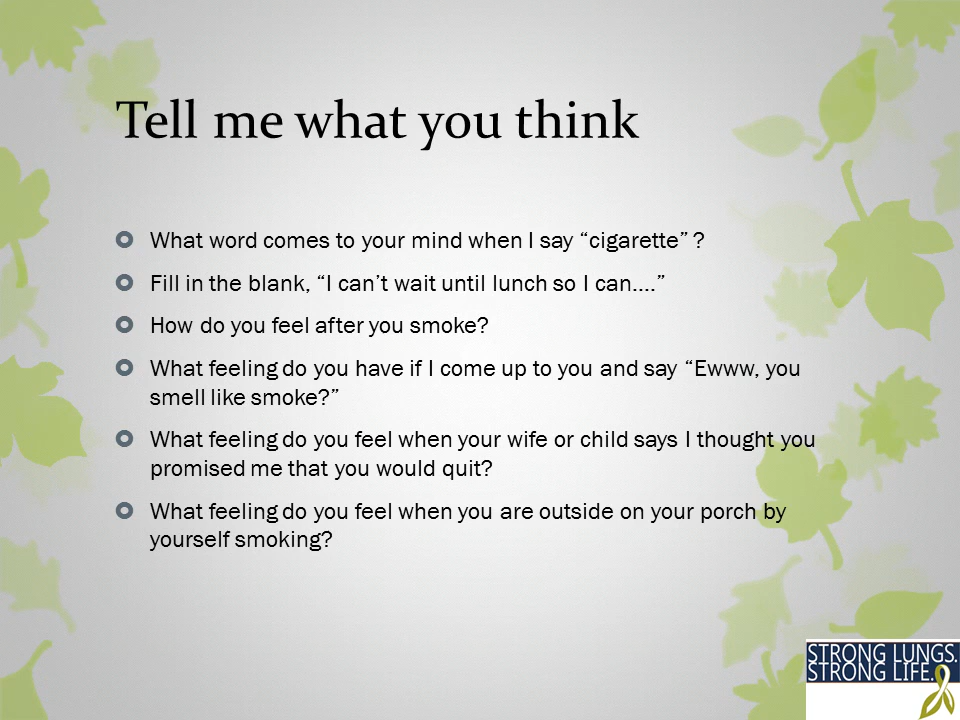 Tell me what you think
What word comes to your mind when I say “cigarette” ?
Fill in the blank, “I can’t wait until lunch so I can….”
How do you feel after you smoke?
What feeling do you have if I come up to you and say “Ewww, you
smell like smoke?”
What feeling do you feel when your wife or child says I thought you
promised me that you would quit?
What feeling do you feel when you are outside on your porch by
yourself smoking?
STRONG LUNGS.
STRONG LIFE.